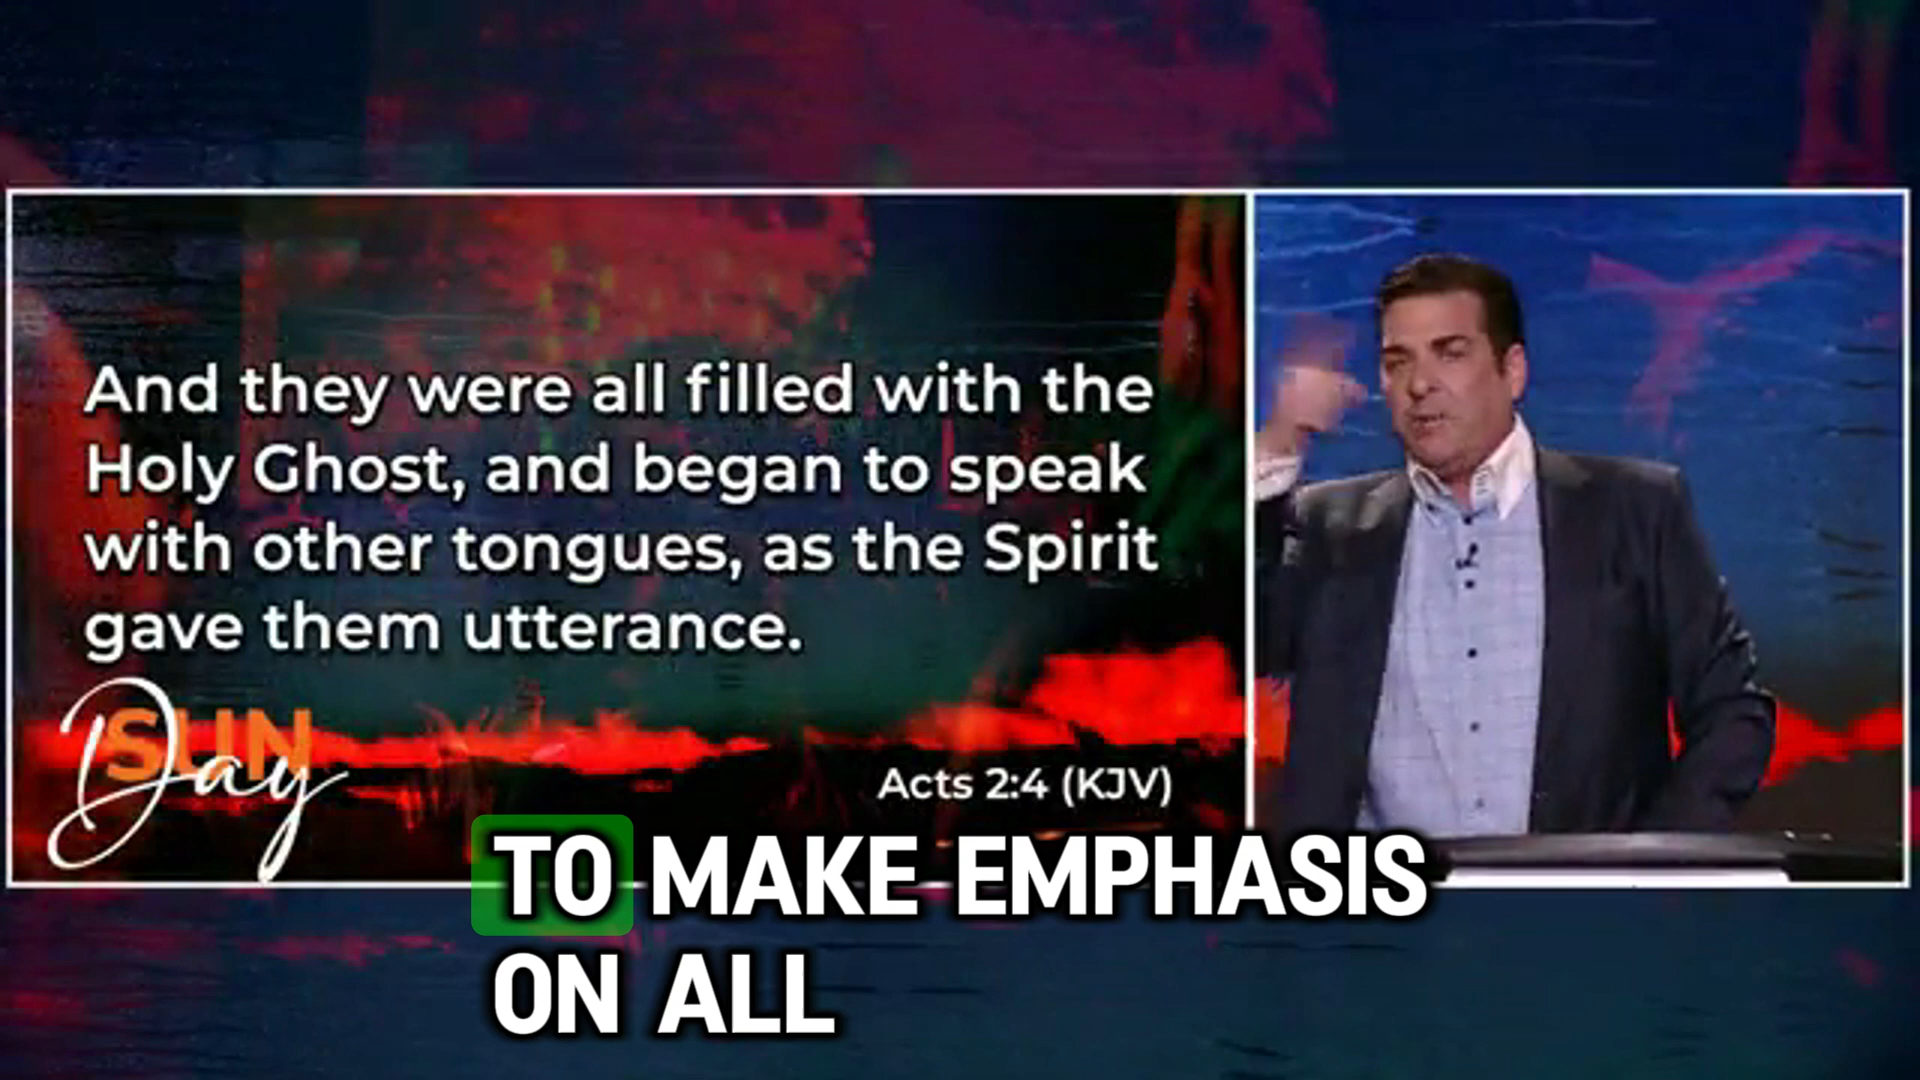 And they were all filled with the
Holy Ghost, and began to speak
with other tongues, as the Spirit
gave them utterance.
SUN
Day
Acts 2:4 (KJV)
TO MAKE EMPHASIS
ON ALL